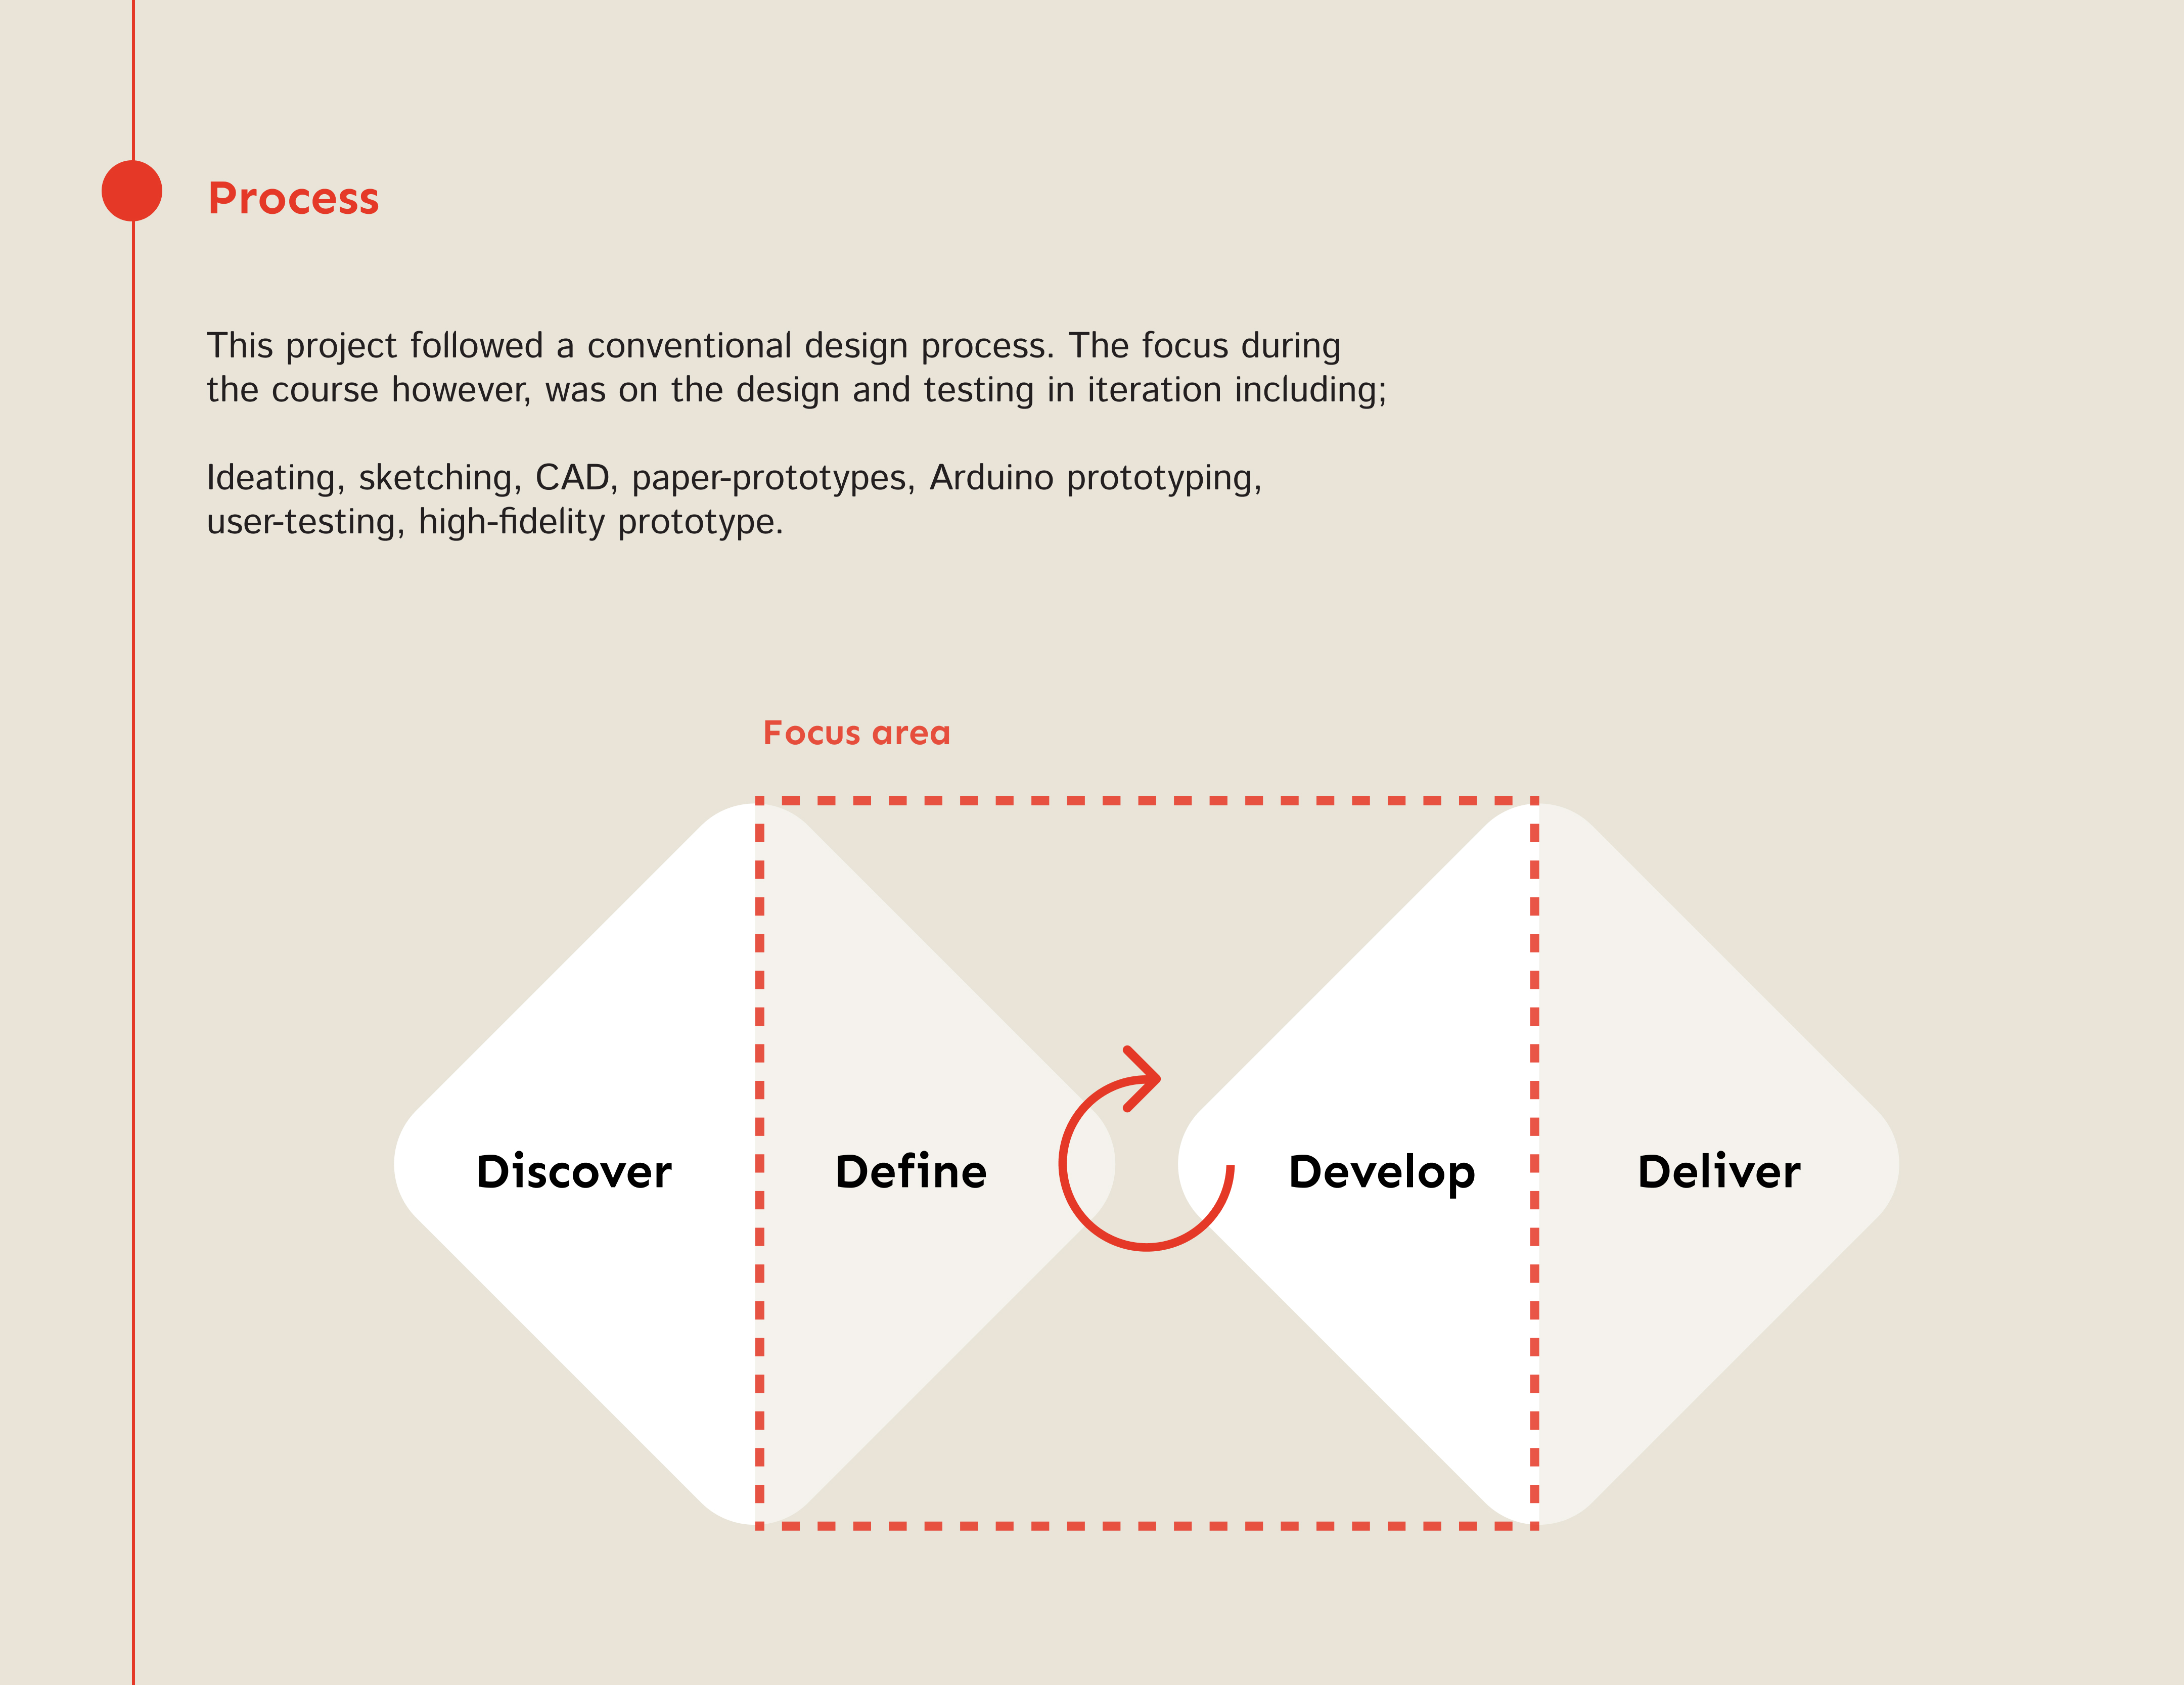 Process
This project followed a conventional design process. The focus during
the course however, was on the design and testing in iteration including;
Ideating, sketching, CAD, paper-prototypes, Arduino prototyping,
user-testing, high-fidelity prototype.
Focus area
Discover
Define
Develop
Deliver